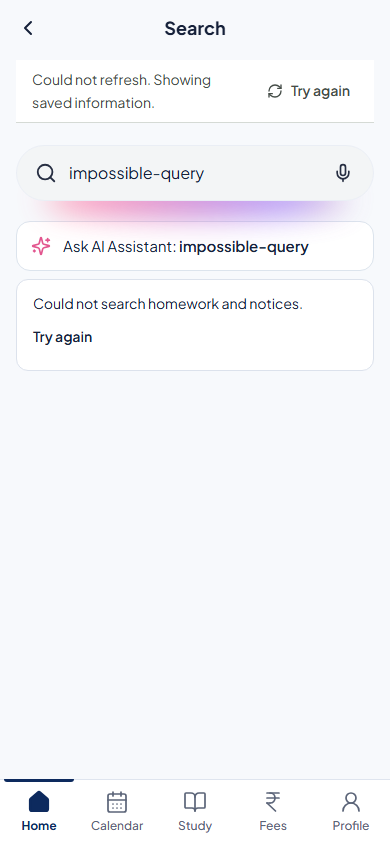 Search
Could not refresh. Showing
saved information.
Try again
impossible-query
Ask AI Assistant: impossible-query
Could not search homework and notices.
Try again
Home
Calendar
Study
Fees
Profile